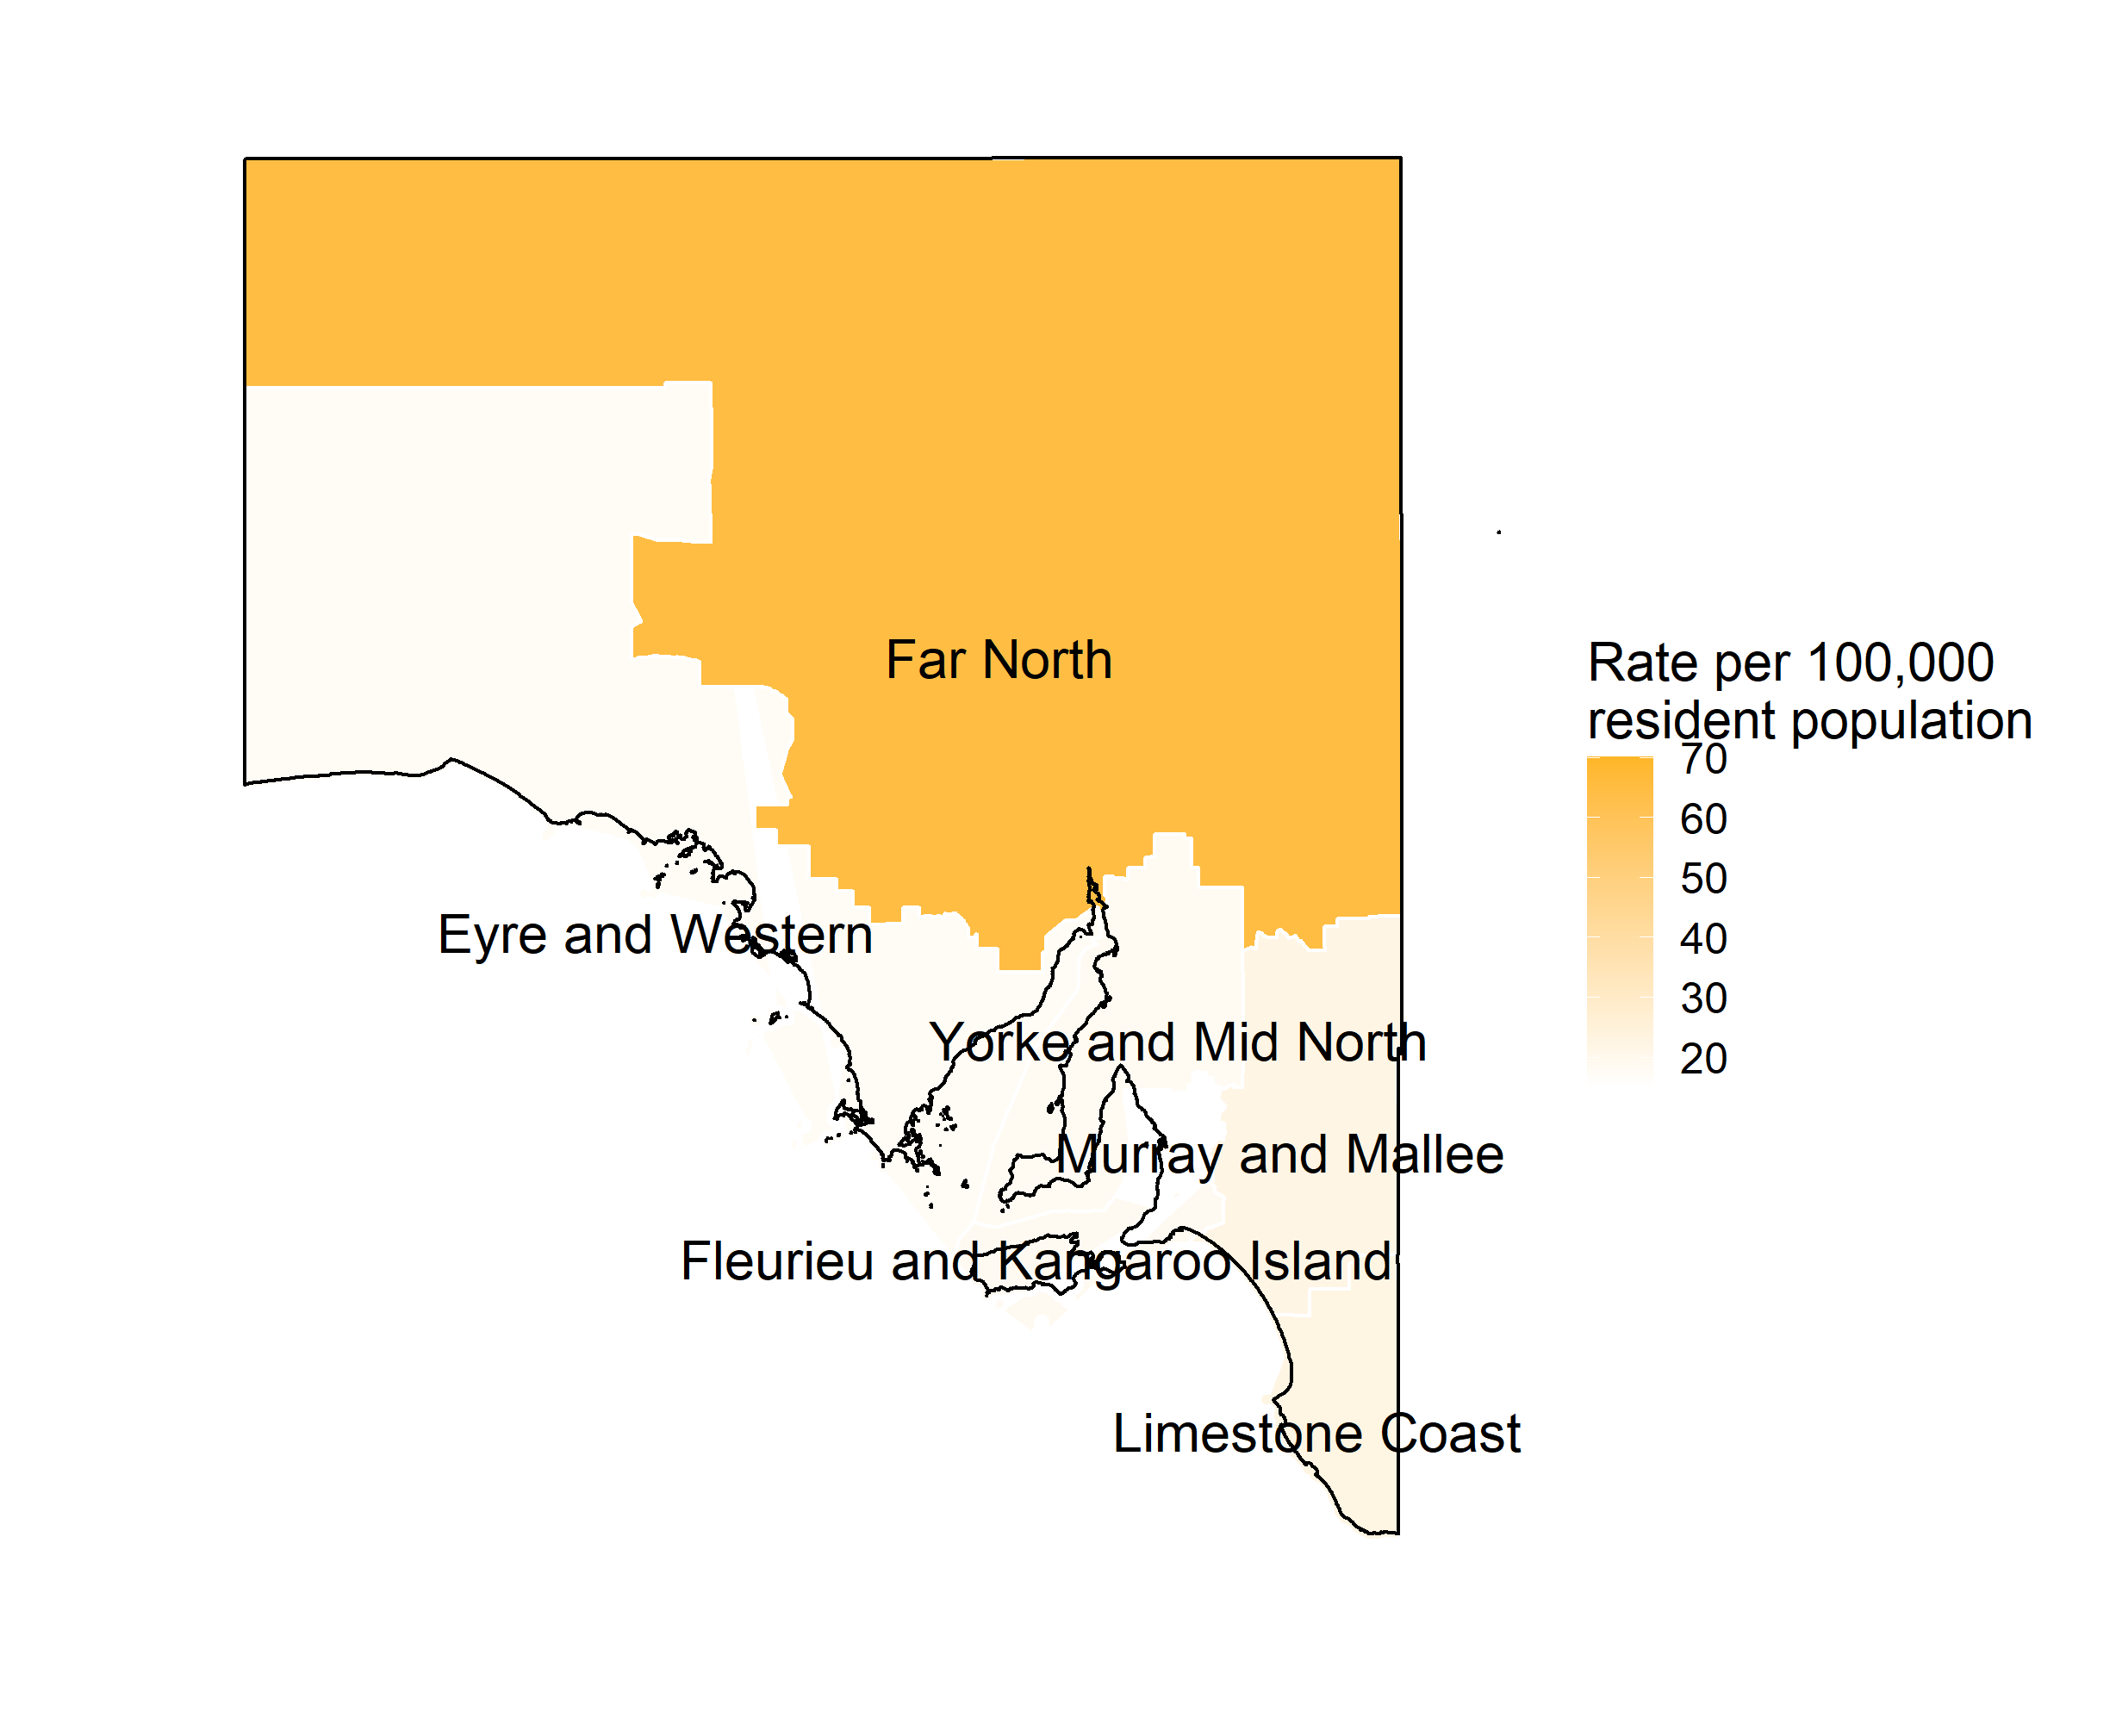 Far North
Eyre and Western
Yorke and Mid North
Murray and Mallee
Fleurieu and Kangaroo Island
Limestone Coast
Rate per 100,000
resident population
70
60
50
40
30
20